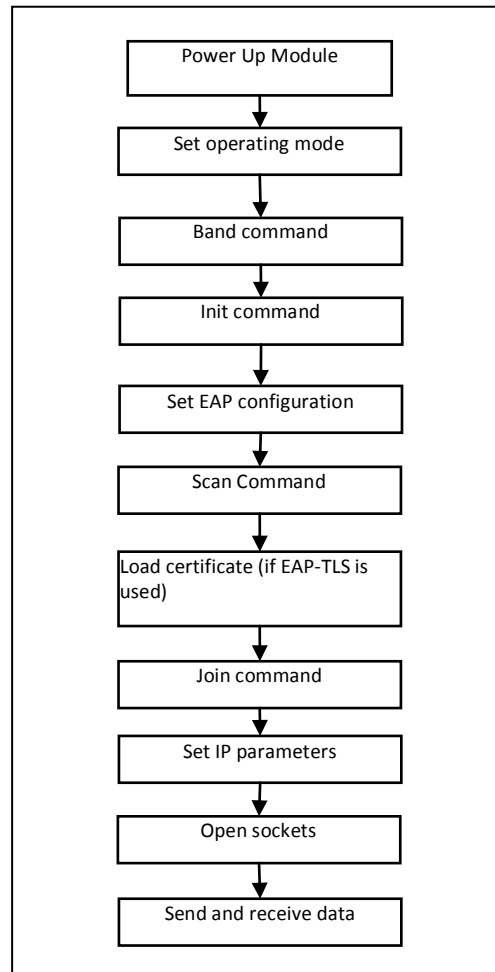 Power Up Module
Set operating mode
Band command
Init command
Set EAP configuration
Scan Command
Load certificate (if EAP-TLS is
used)
Join command
Set IP parameters
Open sockets
Send and receive data